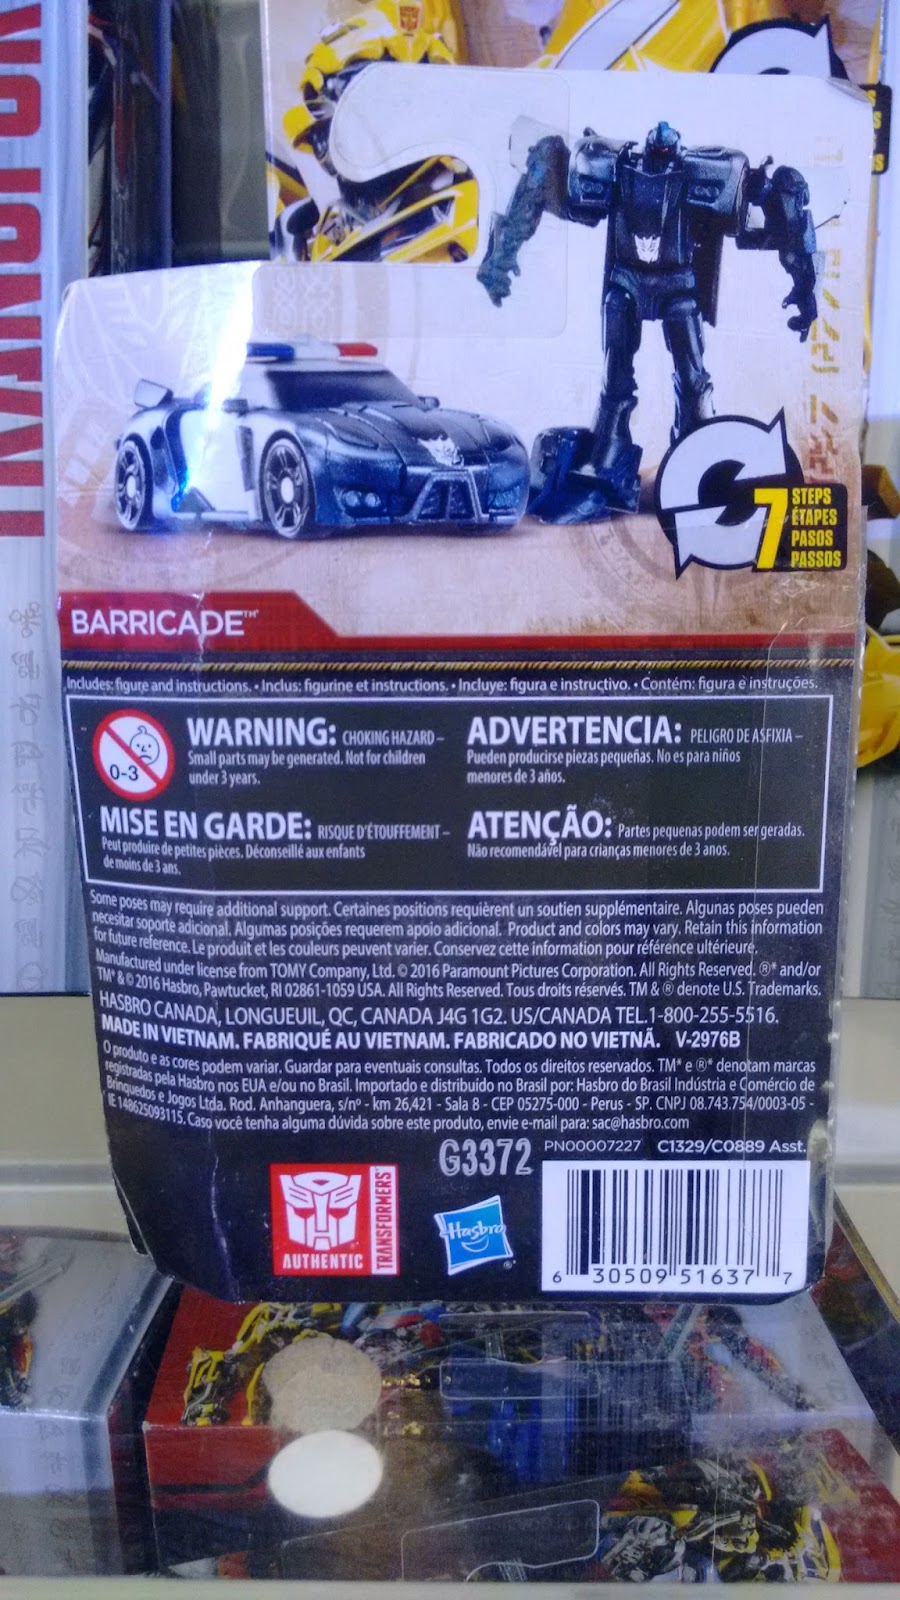 7 STEPS
ÉTAPES
PASOS
PASSOS
BARRICADE™
Includes: figure and instructions. • Inclus: figurine et instructions. • Incluye: figura e instructivo. • Contém: figura e instruções.
0-3
WARNING: CHOKING HAZARD –
Small parts may be generated. Not for children
under 3 years.
ADVERTENCIA: PELIGRO DE ASFIXIA –
Pueden producirse piezas pequeñas. No es para niños
menores de 3 años.
MISE EN GARDE: RISQUE D'ÉTOUFFEMENT –
Peut produire de petites pièces. Déconseillé aux enfants
de moins de 3 ans.
ATENÇÃO: Partes pequenas podem ser geradas.
Não recomendável para crianças menores de 3 anos.
Some poses may require additional support. Certaines positions requièrent un soutien supplémentaire. Algunas poses pueden
necesitar soporte adicional. Algumas posições requerem apoio adicional. Product and colors may vary. Retain this information
for future reference. Le produit et les couleurs peuvent varier. Conservez cette information pour référence ultérieure.
Manufactured under license from TOMY Company, Ltd. © 2016 Paramount Pictures Corporation. All Rights Reserved. ®* and/or
TM* & © 2016 Hasbro, Pawtucket, RI 02861-1059 USA. All Rights Reserved. Tous droits réservés. TM & ® denote U.S. Trademarks.
HASBRO CANADA, LONGUEUIL, QC, CANADA J4G 1G2. US/CANADA TEL.1-800-255-5516.
MADE IN VIETNAM. FABRIQUÉ AU VIETNAM. FABRICADO NO VIETNÃ. V-2976B
O produto e as cores podem variar. Guardar para eventuais consultas. Todos os direitos reservados. TM* e ®* denotam marcas
registradas pela Hasbro nos EUA e/ou no Brasil. Importado e distribuído no Brasil por: Hasbro do Brasil Indústria e Comércio de
Brinquedos e Jogos Ltda. Rod. Anhanguera, s/nº - km 26,421 - Sala 8 - CEP 05275-000 - Perus - SP. CNPJ 08.743.754/0003-05 -
IE 148625093115. Caso você tenha alguma dúvida sobre este produto, envie e-mail para: sac@hasbro.com
G3372 PN00007227 C1329/C0889 Asst.
AUTHENTIC
TRANSFORMERS
Hasbro
6 30509 51637 7